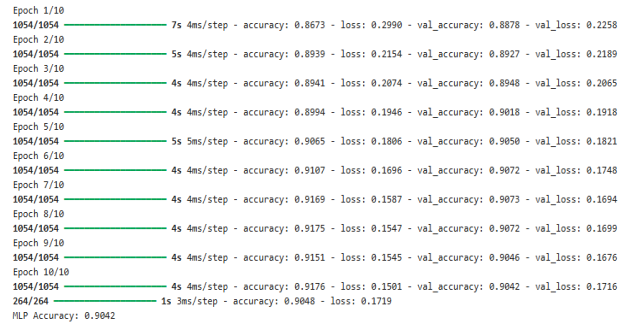 Epoch 1/10
1054/1054 ━━━━━━━━━━━━━━━━━━━━ 7s 4ms/step - accuracy: 0.8673 - loss: 0.2990 - val_accuracy: 0.8878 - val_loss: 0.2258
Epoch 2/10
1054/1054 ━━━━━━━━━━━━━━━━━━━━ 5s 4ms/step - accuracy: 0.8939 - loss: 0.2154 - val_accuracy: 0.8927 - val_loss: 0.2189
Epoch 3/10
1054/1054 ━━━━━━━━━━━━━━━━━━━━ 4s 4ms/step - accuracy: 0.8941 - loss: 0.2074 - val_accuracy: 0.8948 - val_loss: 0.2065
Epoch 4/10
1054/1054 ━━━━━━━━━━━━━━━━━━━━ 4s 4ms/step - accuracy: 0.8994 - loss: 0.1946 - val_accuracy: 0.9018 - val_loss: 0.1918
Epoch 5/10
1054/1054 ━━━━━━━━━━━━━━━━━━━━ 5s 5ms/step - accuracy: 0.9065 - loss: 0.1806 - val_accuracy: 0.9050 - val_loss: 0.1821
Epoch 6/10
1054/1054 ━━━━━━━━━━━━━━━━━━━━ 4s 4ms/step - accuracy: 0.9107 - loss: 0.1696 - val_accuracy: 0.9072 - val_loss: 0.1748
Epoch 7/10
1054/1054 ━━━━━━━━━━━━━━━━━━━━ 4s 4ms/step - accuracy: 0.9169 - loss: 0.1587 - val_accuracy: 0.9073 - val_loss: 0.1694
Epoch 8/10
1054/1054 ━━━━━━━━━━━━━━━━━━━━ 4s 4ms/step - accuracy: 0.9175 - loss: 0.1547 - val_accuracy: 0.9072 - val_loss: 0.1699
Epoch 9/10
1054/1054 ━━━━━━━━━━━━━━━━━━━━ 4s 4ms/step - accuracy: 0.9151 - loss: 0.1545 - val_accuracy: 0.9046 - val_loss: 0.1676
Epoch 10/10
1054/1054 ━━━━━━━━━━━━━━━━━━━━ 4s 4ms/step - accuracy: 0.9176 - loss: 0.1501 - val_accuracy: 0.9042 - val_loss: 0.1716
264/264 ━━━━━━━━━━━━━━━━━━━━ 1s 3ms/step - accuracy: 0.9048 - loss: 0.1719
MLP Accuracy: 0.9042